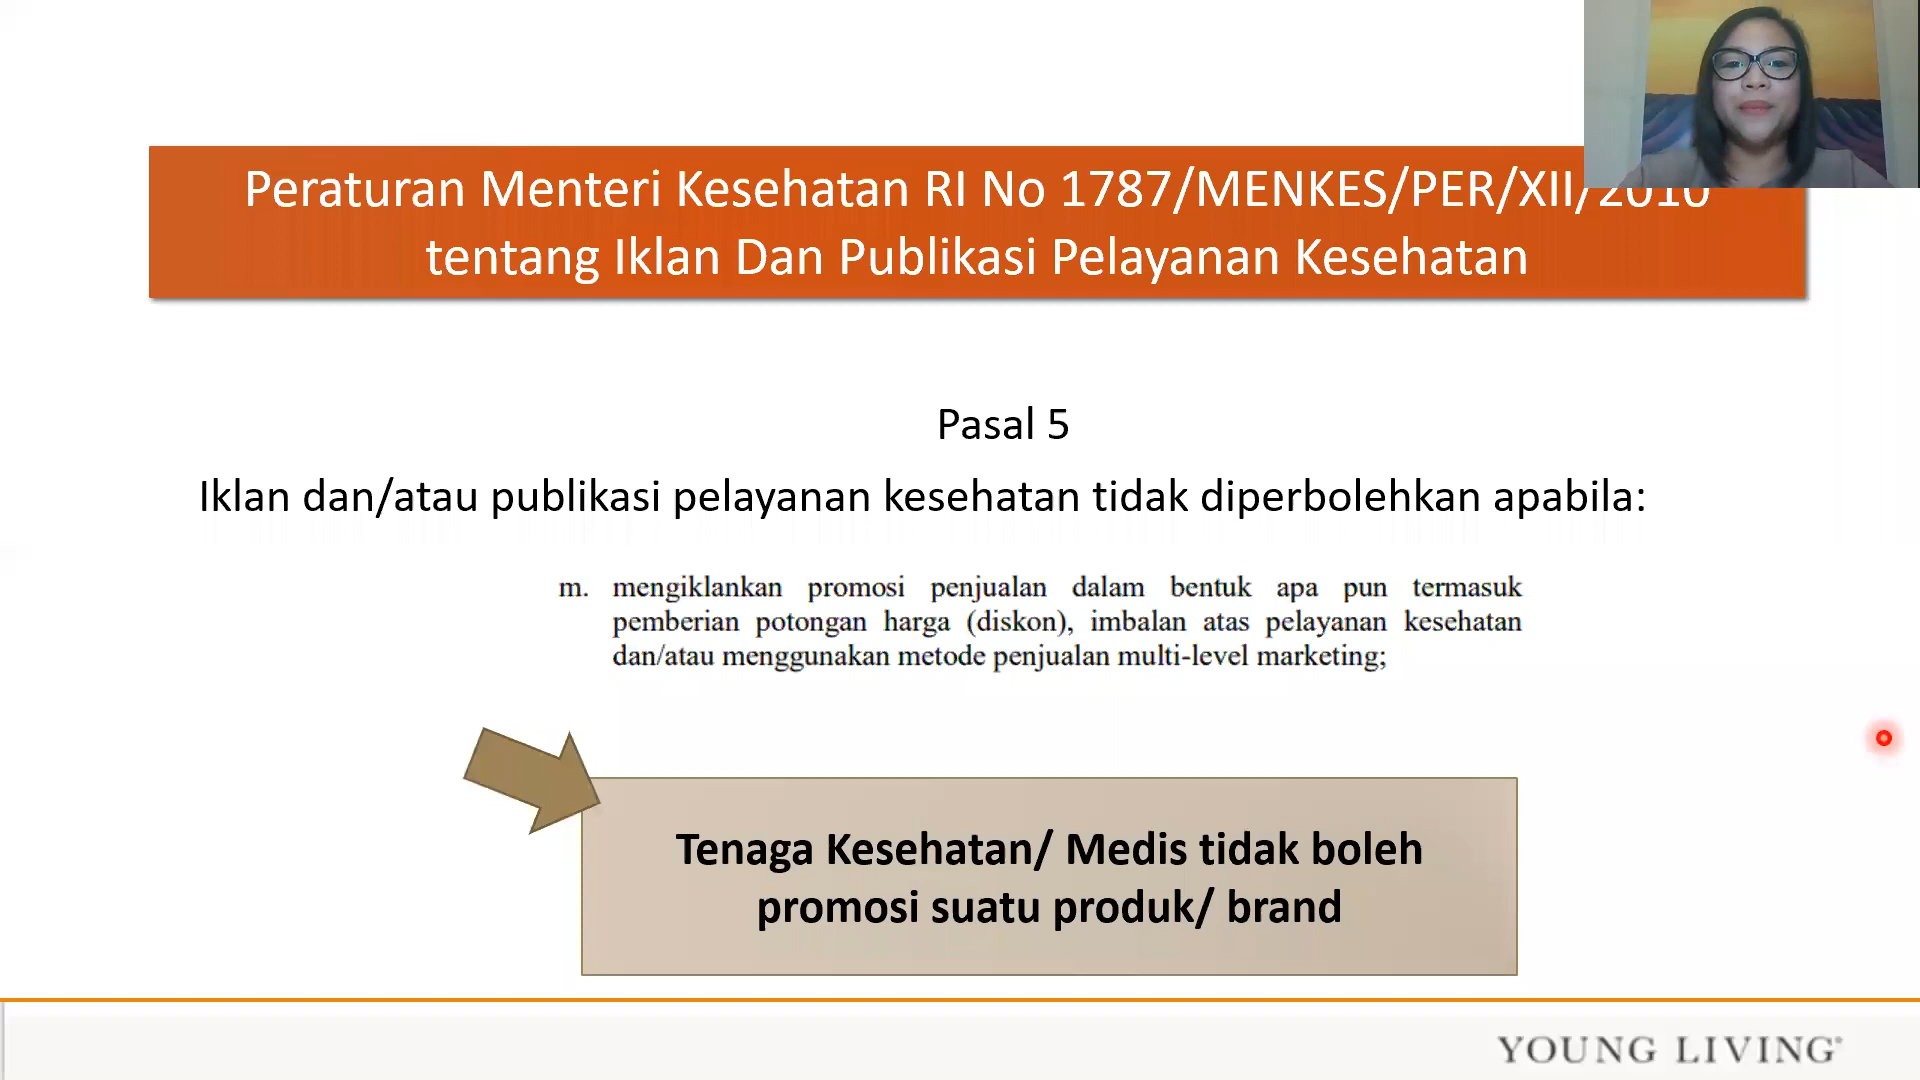 Peraturan Menteri Kesehatan RI No 1787/MENKES/PER/XII/2010
tentang Iklan Dan Publikasi Pelayanan Kesehatan
Pasal 5
Iklan dan/atau publikasi pelayanan kesehatan tidak diperbolehkan apabila:
m. mengiklankan promosi penjualan dalam bentuk apa pun termasuk
pemberian potongan harga (diskon), imbalan atas pelayanan kesehatan
dan/atau menggunakan metode penjualan multi-level marketing;
Tenaga Kesehatan/ Medis tidak boleh
promosi suatu produk/ brand
YOUNG LIVING®